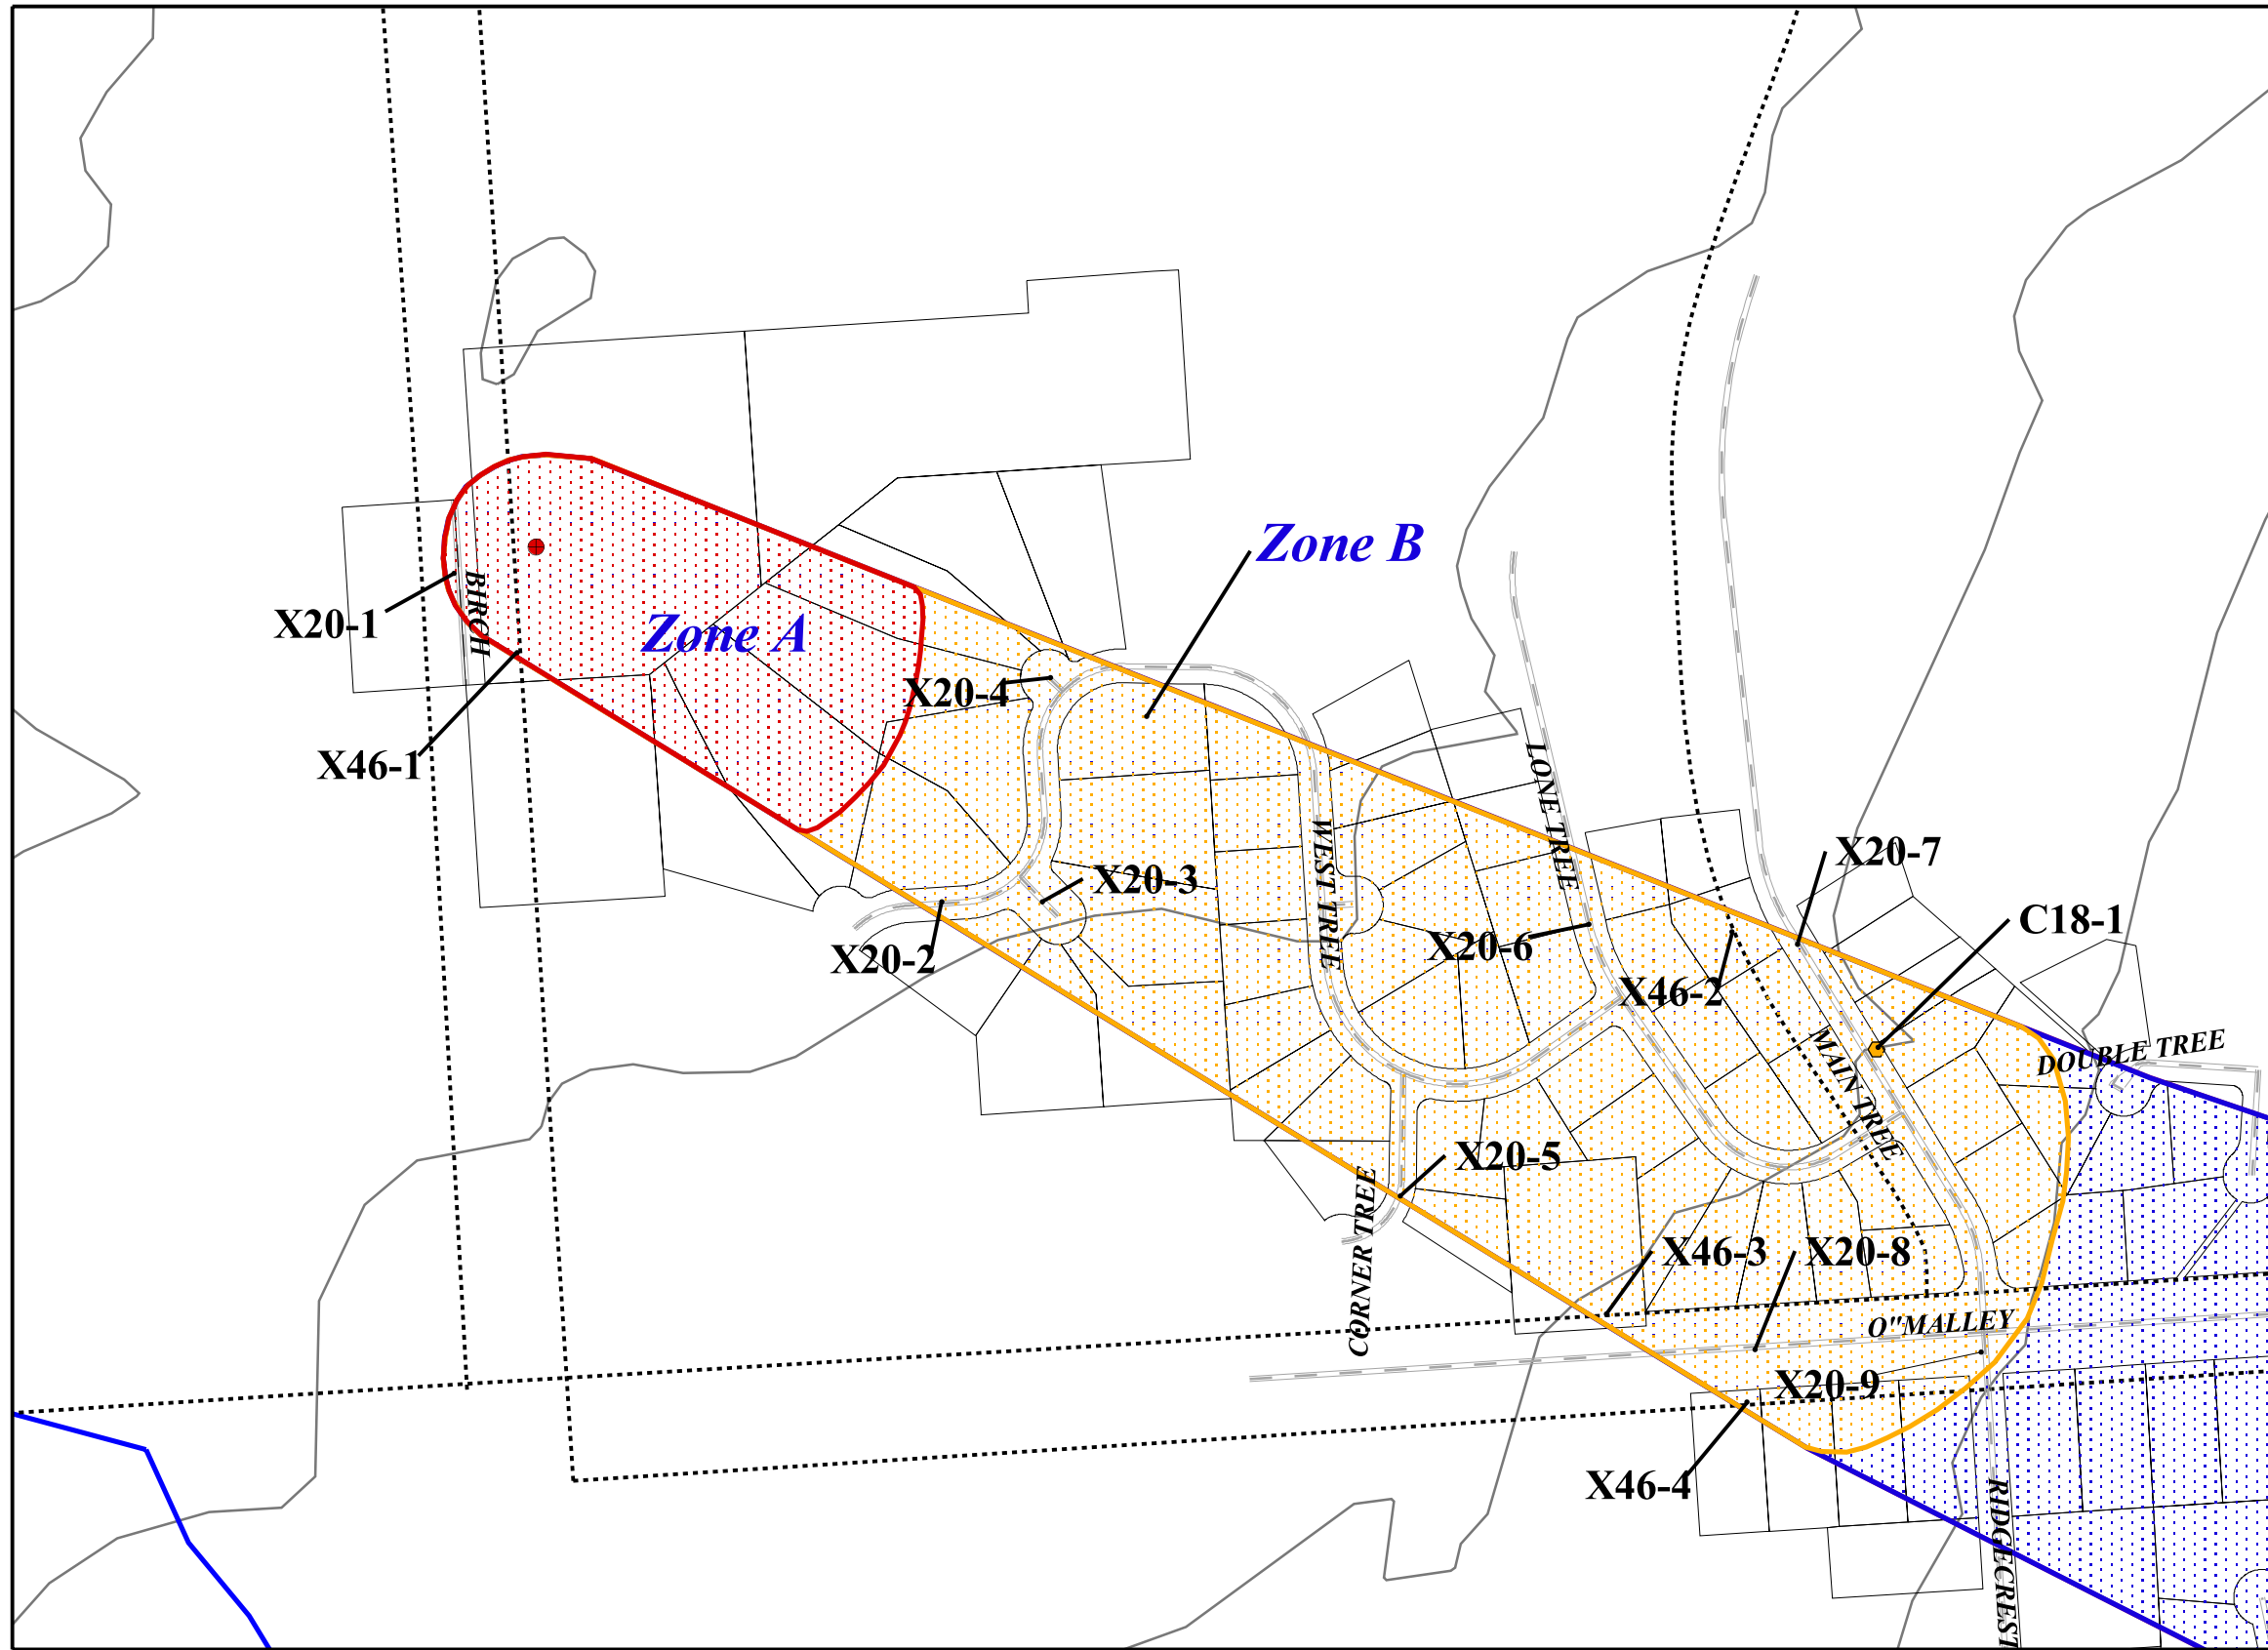 Zone B
BIRCH
X20-1
Zone A
X20-4
X46-1
LONE TREE
WEST TREE
X20-7
X20-3
C18-1
X20-6
X20-2
X46-2
MAIN TREE
DOUBLE TREE
X20-5
CORNER TREE
X46-3
X20-8
O"MALLEY
X20-9
X46-4
RIDGECREST